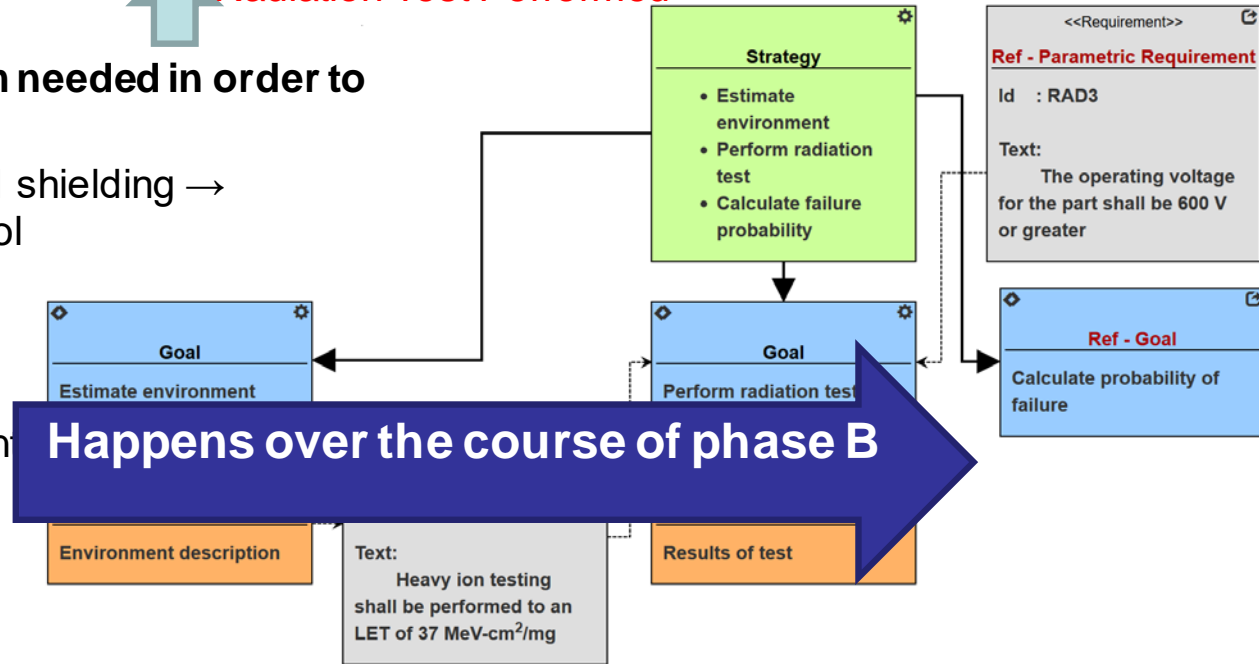 Radiation Test Performed
needed in order to
shielding →
Strategy
• Estimate
environment
• Perform radiation
test
• Calculate failure
probability
<<Requirement>>
Ref - Parametric Requirement
Id : RAD3
Text:
The operating voltage
for the part shall be 600 V
or greater
Goal
Estimate environment
Goal
Perform radiation test
Ref - Goal
Calculate probability of
failure
Happens over the course of phase B
Environment description
Text:
Heavy ion testing
shall be performed to an
LET of 37 MeV-cm²/mg
Results of test